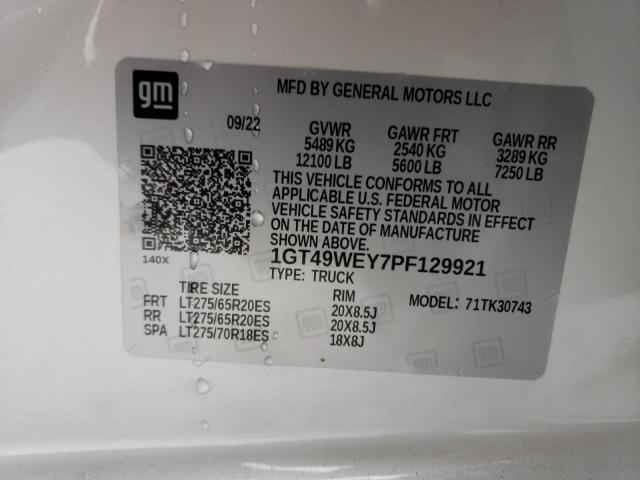 gm
MFD BY GENERAL MOTORS LLC
09/22
GVWR GAWR FRT GAWR RR
5489 KG 2540 KG 3289 KG
12100 LB 5600 LB 7250 LB
THIS VEHICLE CONFORMS TO ALL
APPLICABLE U.S. FEDERAL MOTOR
VEHICLE SAFETY STANDARDS IN EFFECT
ON THE DATE OF MANUFACTURE
SHOWN ABOVE.
140X
1GT49WEY7PF129921
TYPE: TRUCK
TIRE SIZE RIM MODEL: 71TK30743
FRT LT275/65R20ES 20X8.5J
RR LT275/65R20ES 20X8.5J
SPA LT275/70R18ES 18X8J